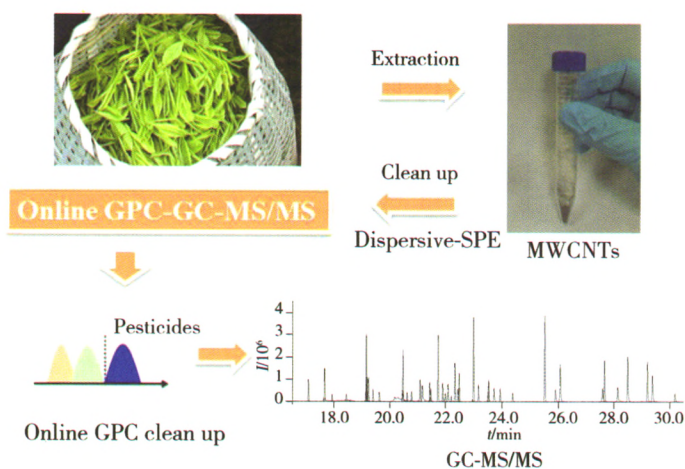 Extraction
Clean up
Dispersive-SPE
MWCNTs
Online GPC-GC-MS/MS
Pesticides
Online GPC clean up
4
3
2
1
0
I/10⁶
18.0 20.0 22.0 24.0 26.0 28.0 30.0
t/min
GC-MS/MS